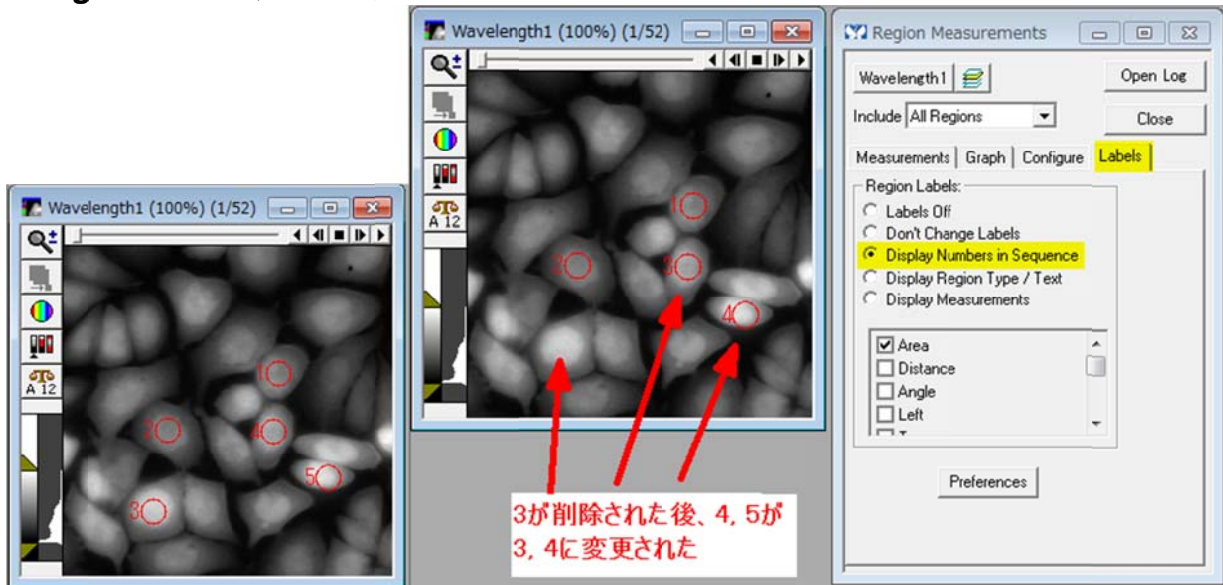 Wavelength1 (100%) (1/52)
A 12
1
2
3
4
5
Wavelength1 (100%) (1/52)
A 12
1
2
3
4
3が削除された後、4, 5が
3, 4に変更された
Region Measurements
Wavelength1
Open Log
Include All Regions
Close
Measurements Graph Configure Labels
Region Labels:
Labels Off
Don't Change Labels
Display Numbers in Sequence
Display Region Type / Text
Display Measurements
Area
Distance
Angle
Left
Preferences